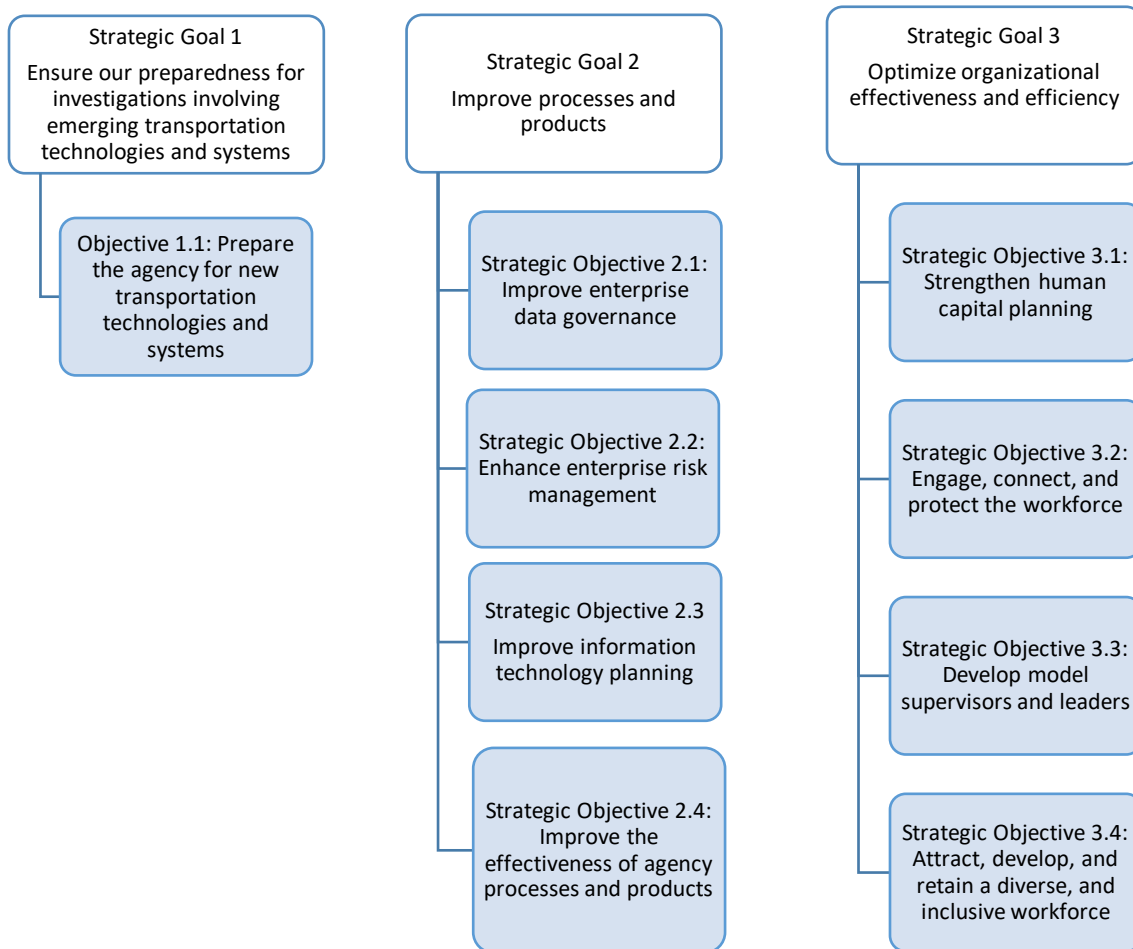 Strategic Goal 1
Ensure our preparedness for
investigations involving
emerging transportation
technologies and systems
Objective 1.1: Prepare
the agency for new
transportation
technologies and
systems
Strategic Goal 2
Improve processes and
products
Strategic Objective 2.1:
Improve enterprise
data governance
Strategic Objective 2.2:
Enhance enterprise risk
management
Strategic Objective 2.3
Improve information
technology planning
Strategic Objective 2.4:
Improve the
effectiveness of agency
processes and products
Strategic Goal 3
Optimize organizational
effectiveness and efficiency
Strategic Objective 3.1:
Strengthen human
capital planning
Strategic Objective 3.2:
Engage, connect, and
protect the workforce
Strategic Objective 3.3:
Develop model
supervisors and leaders
Strategic Objective 3.4:
Attract, develop, and
retain a diverse, and
inclusive workforce